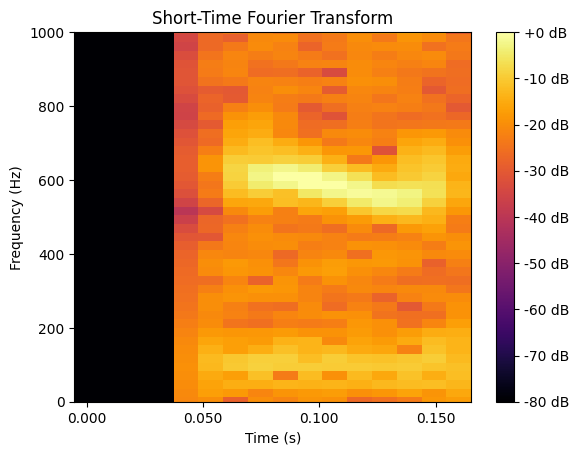 Short-Time Fourier Transform
Frequency (Hz)
1000
800
600
400
200
0
0.000
0.050
0.100
0.150
Time (s)
+0 dB
-10 dB
-20 dB
-30 dB
-40 dB
-50 dB
-60 dB
-70 dB
-80 dB